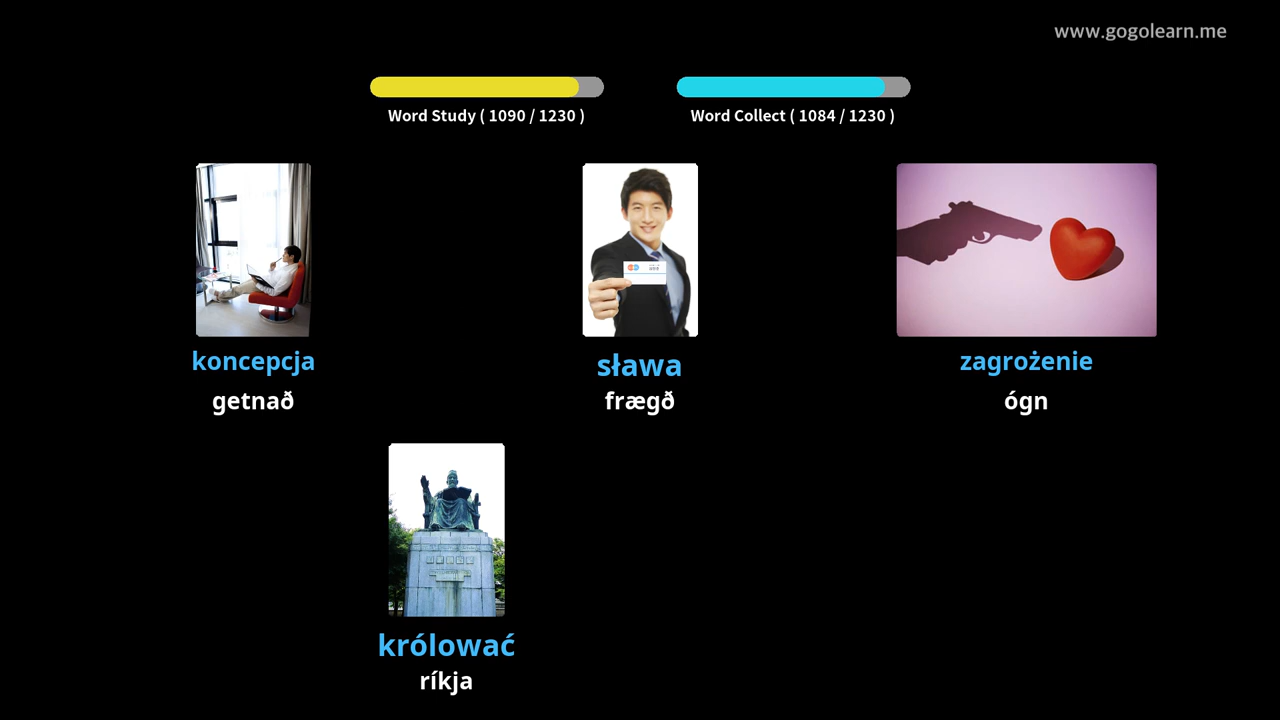 www.gogolearn.me
Word Study ( 1090 / 1230 )
Word Collect ( 1084 / 1230 )
koncepcja
getnað
sława
frægð
zagrożenie
ógn
królować
ríkja